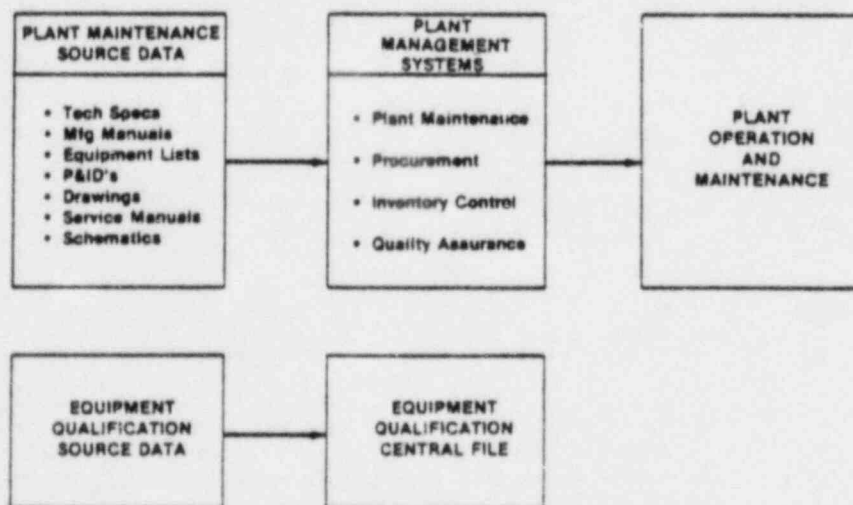 PLANT MAINTENANCE
SOURCE DATA
• Tech Specs
• Mfg Manuals
• Equipment Lists
• P&ID's
• Drawings
• Service Manuals
• Schematics
PLANT
MANAGEMENT
SYSTEMS
• Plant Maintenance
• Procurement
• Inventory Control
• Quality Assurance
PLANT
OPERATION
AND
MAINTENANCE
EQUIPMENT
QUALIFICATION
SOURCE DATA
EQUIPMENT
QUALIFICATION
CENTRAL FILE